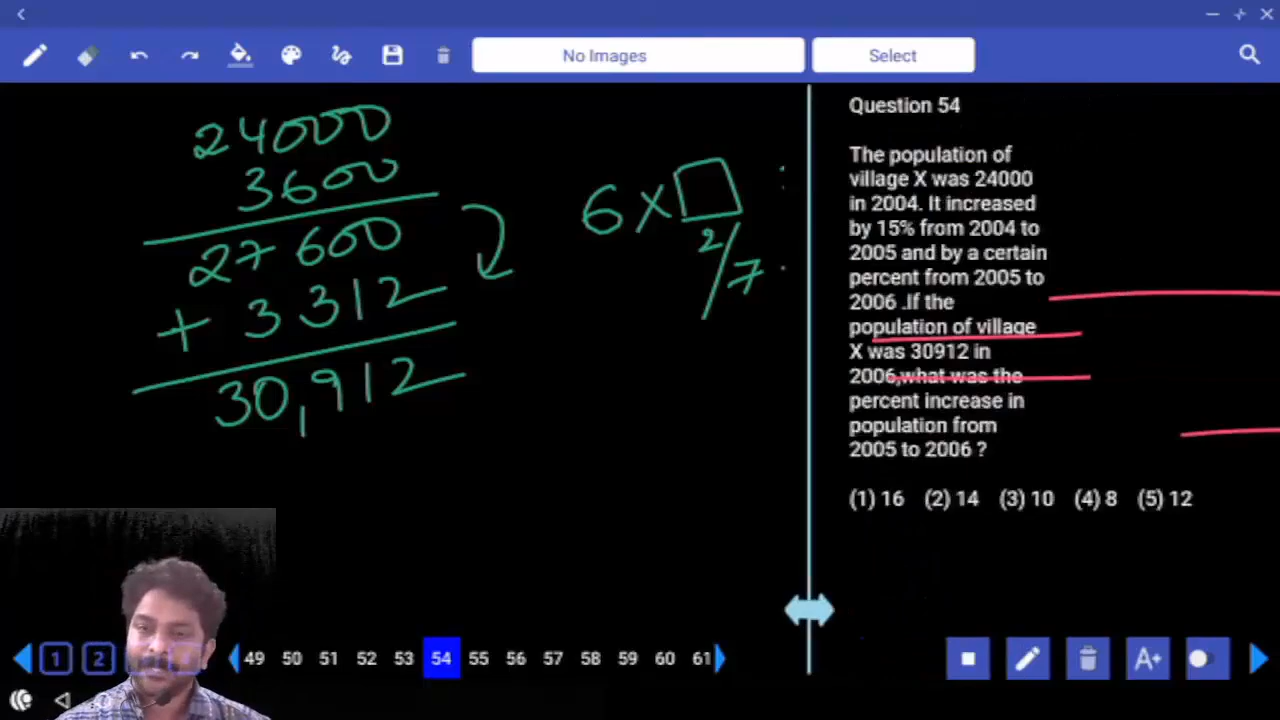 No Images
Select
24000
3600
27600
+ 3312
30,912
6 ×
2/7
Question 54
The population of
village X was 24000
in 2004. It increased
by 15% from 2004 to
2005 and by a certain
percent from 2005 to
2006 .If the
population of village
X was 30912 in
2006,what was the
percent increase in
population from
2005 to 2006 ?
(1) 16 (2) 14 (3) 10 (4) 8 (5) 12
1 2
49 50 51 52 53 54 55 56 57 58 59 60 61
A+